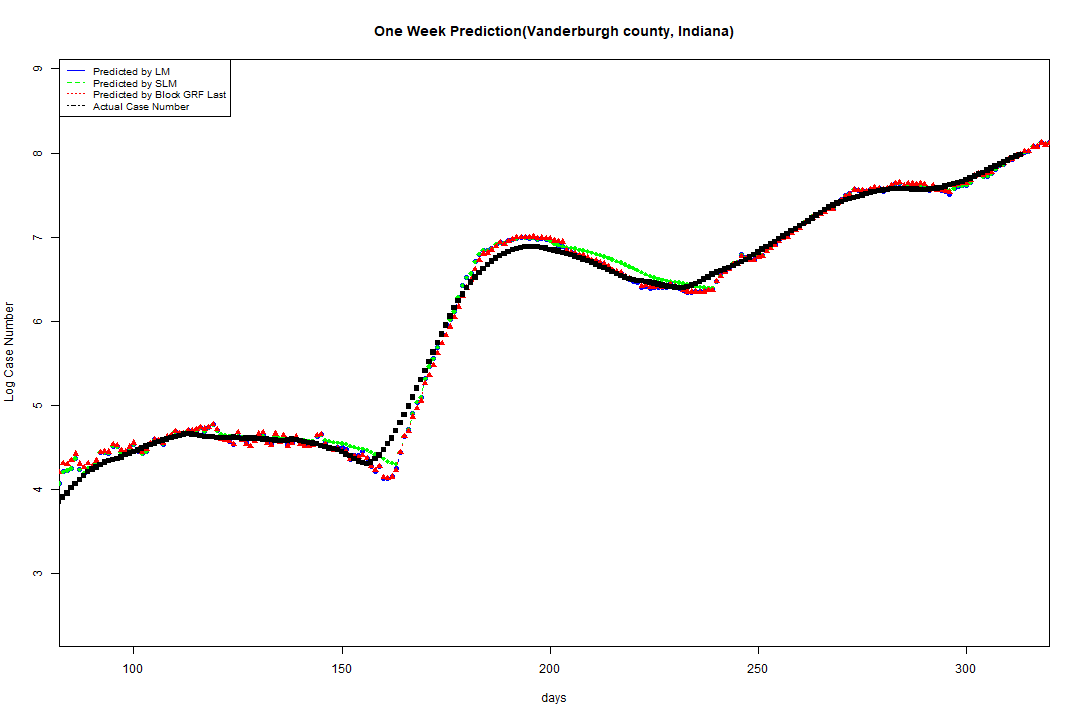 One Week Prediction(Vanderburgh county, Indiana)
Predicted by LM
Predicted by SLM
Predicted by Block GRF Last
Actual Case Number
Log Case Number
9
8
7
6
5
4
3
100 150 200 250 300
days